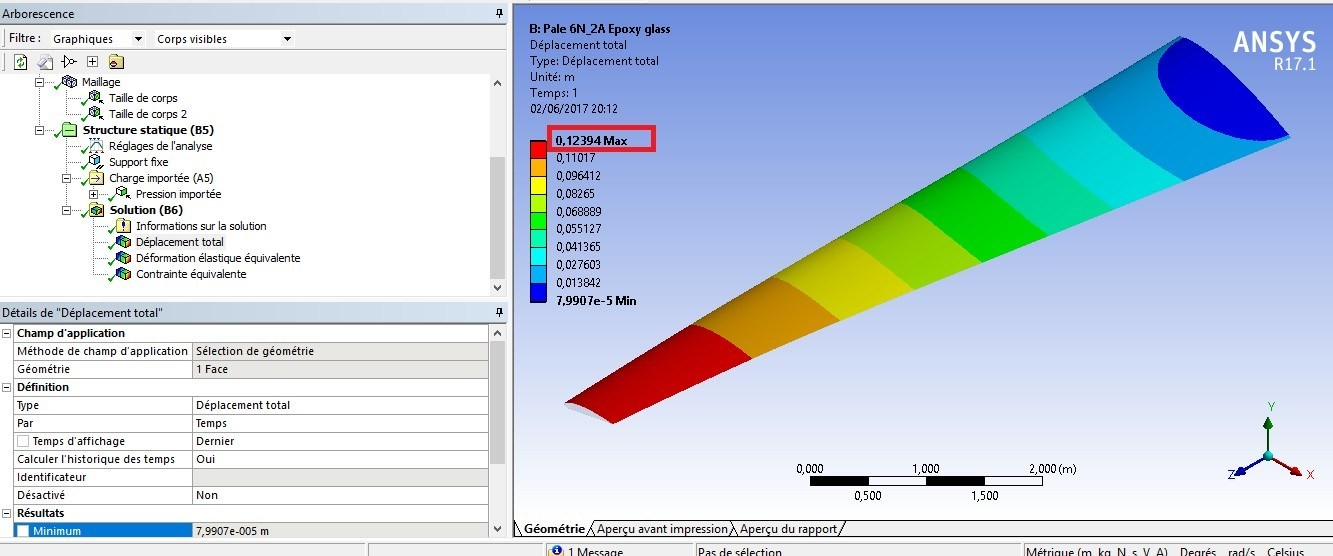 Arborescence
Filtre : Graphiques Corps visibles
Maillage
Taille de corps
Taille de corps 2
Structure statique (B5)
Réglages de l'analyse
Support fixe
Charge importée (A5)
Pression importée
Solution (B6)
Informations sur la solution
Déplacement total
Déformation élastique équivalente
Contrainte équivalente
Détails de "Déplacement total"
Champ d'application
Méthode de champ d'application Sélection de géométrie
Géométrie 1 Face
Définition
Type Déplacement total
Par Temps
Temps d'affichage Dernier
Calculer l'historique des temps Oui
Identificateur
Désactivé Non
Résultats
Minimum 7,9907e-005 m
B: Pale 6N_2A Epoxy glass
Déplacement total
Type: Déplacement total
Unité: m
Temps: 1
02/06/2017 20:12
0,12394 Max
0,11017
0,096412
0,08265
0,068889
0,055127
0,041365
0,027603
0,013842
7,9907e-5 Min
ANSYS
R17.1
0,000 1,000 2,000 (m)
0,500 1,500
Y
Z X
Géométrie Aperçu avant impression Aperçu du rapport
1 Message Pas de sélection Métrique (m, kg, N, s, V, A) Degrés rad/s Celsius